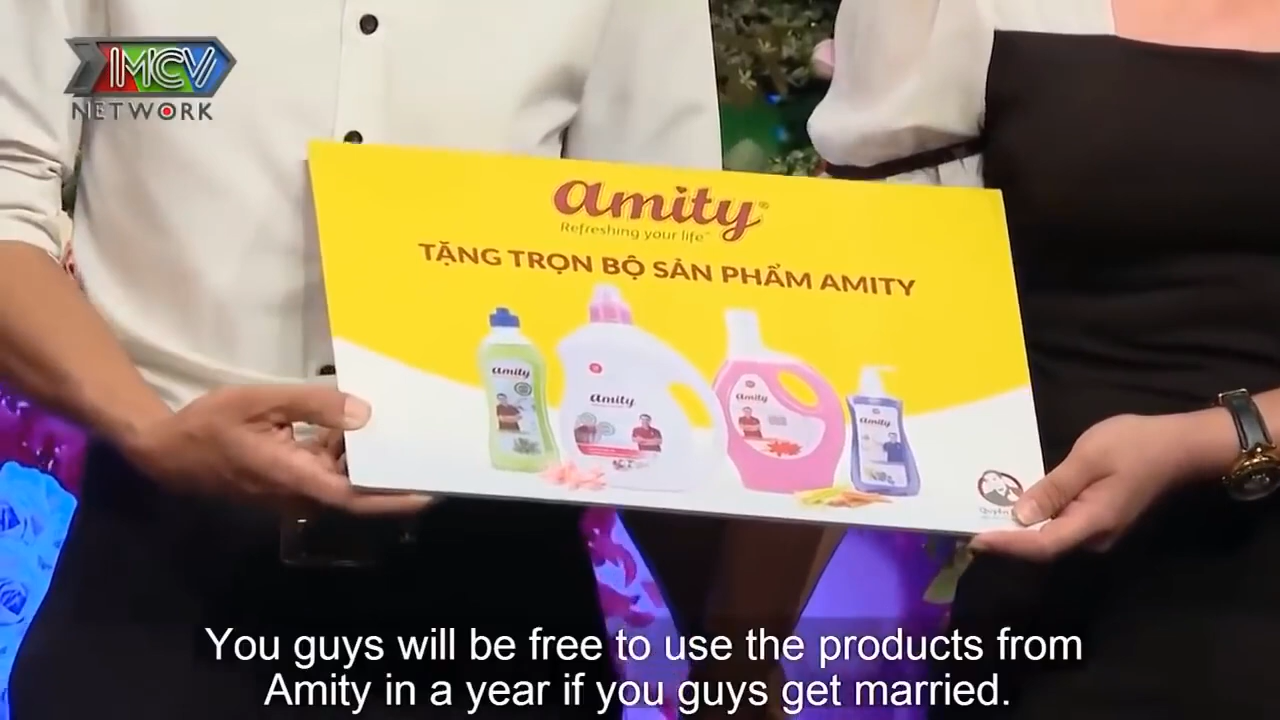 MCV
NETWORK
amity®
Refreshing your life™
TẶNG TRỌN BỘ SẢN PHẨM AMITY
amity
amity
amity
amity
You guys will be free to use the products from
Amity in a year if you guys get married.